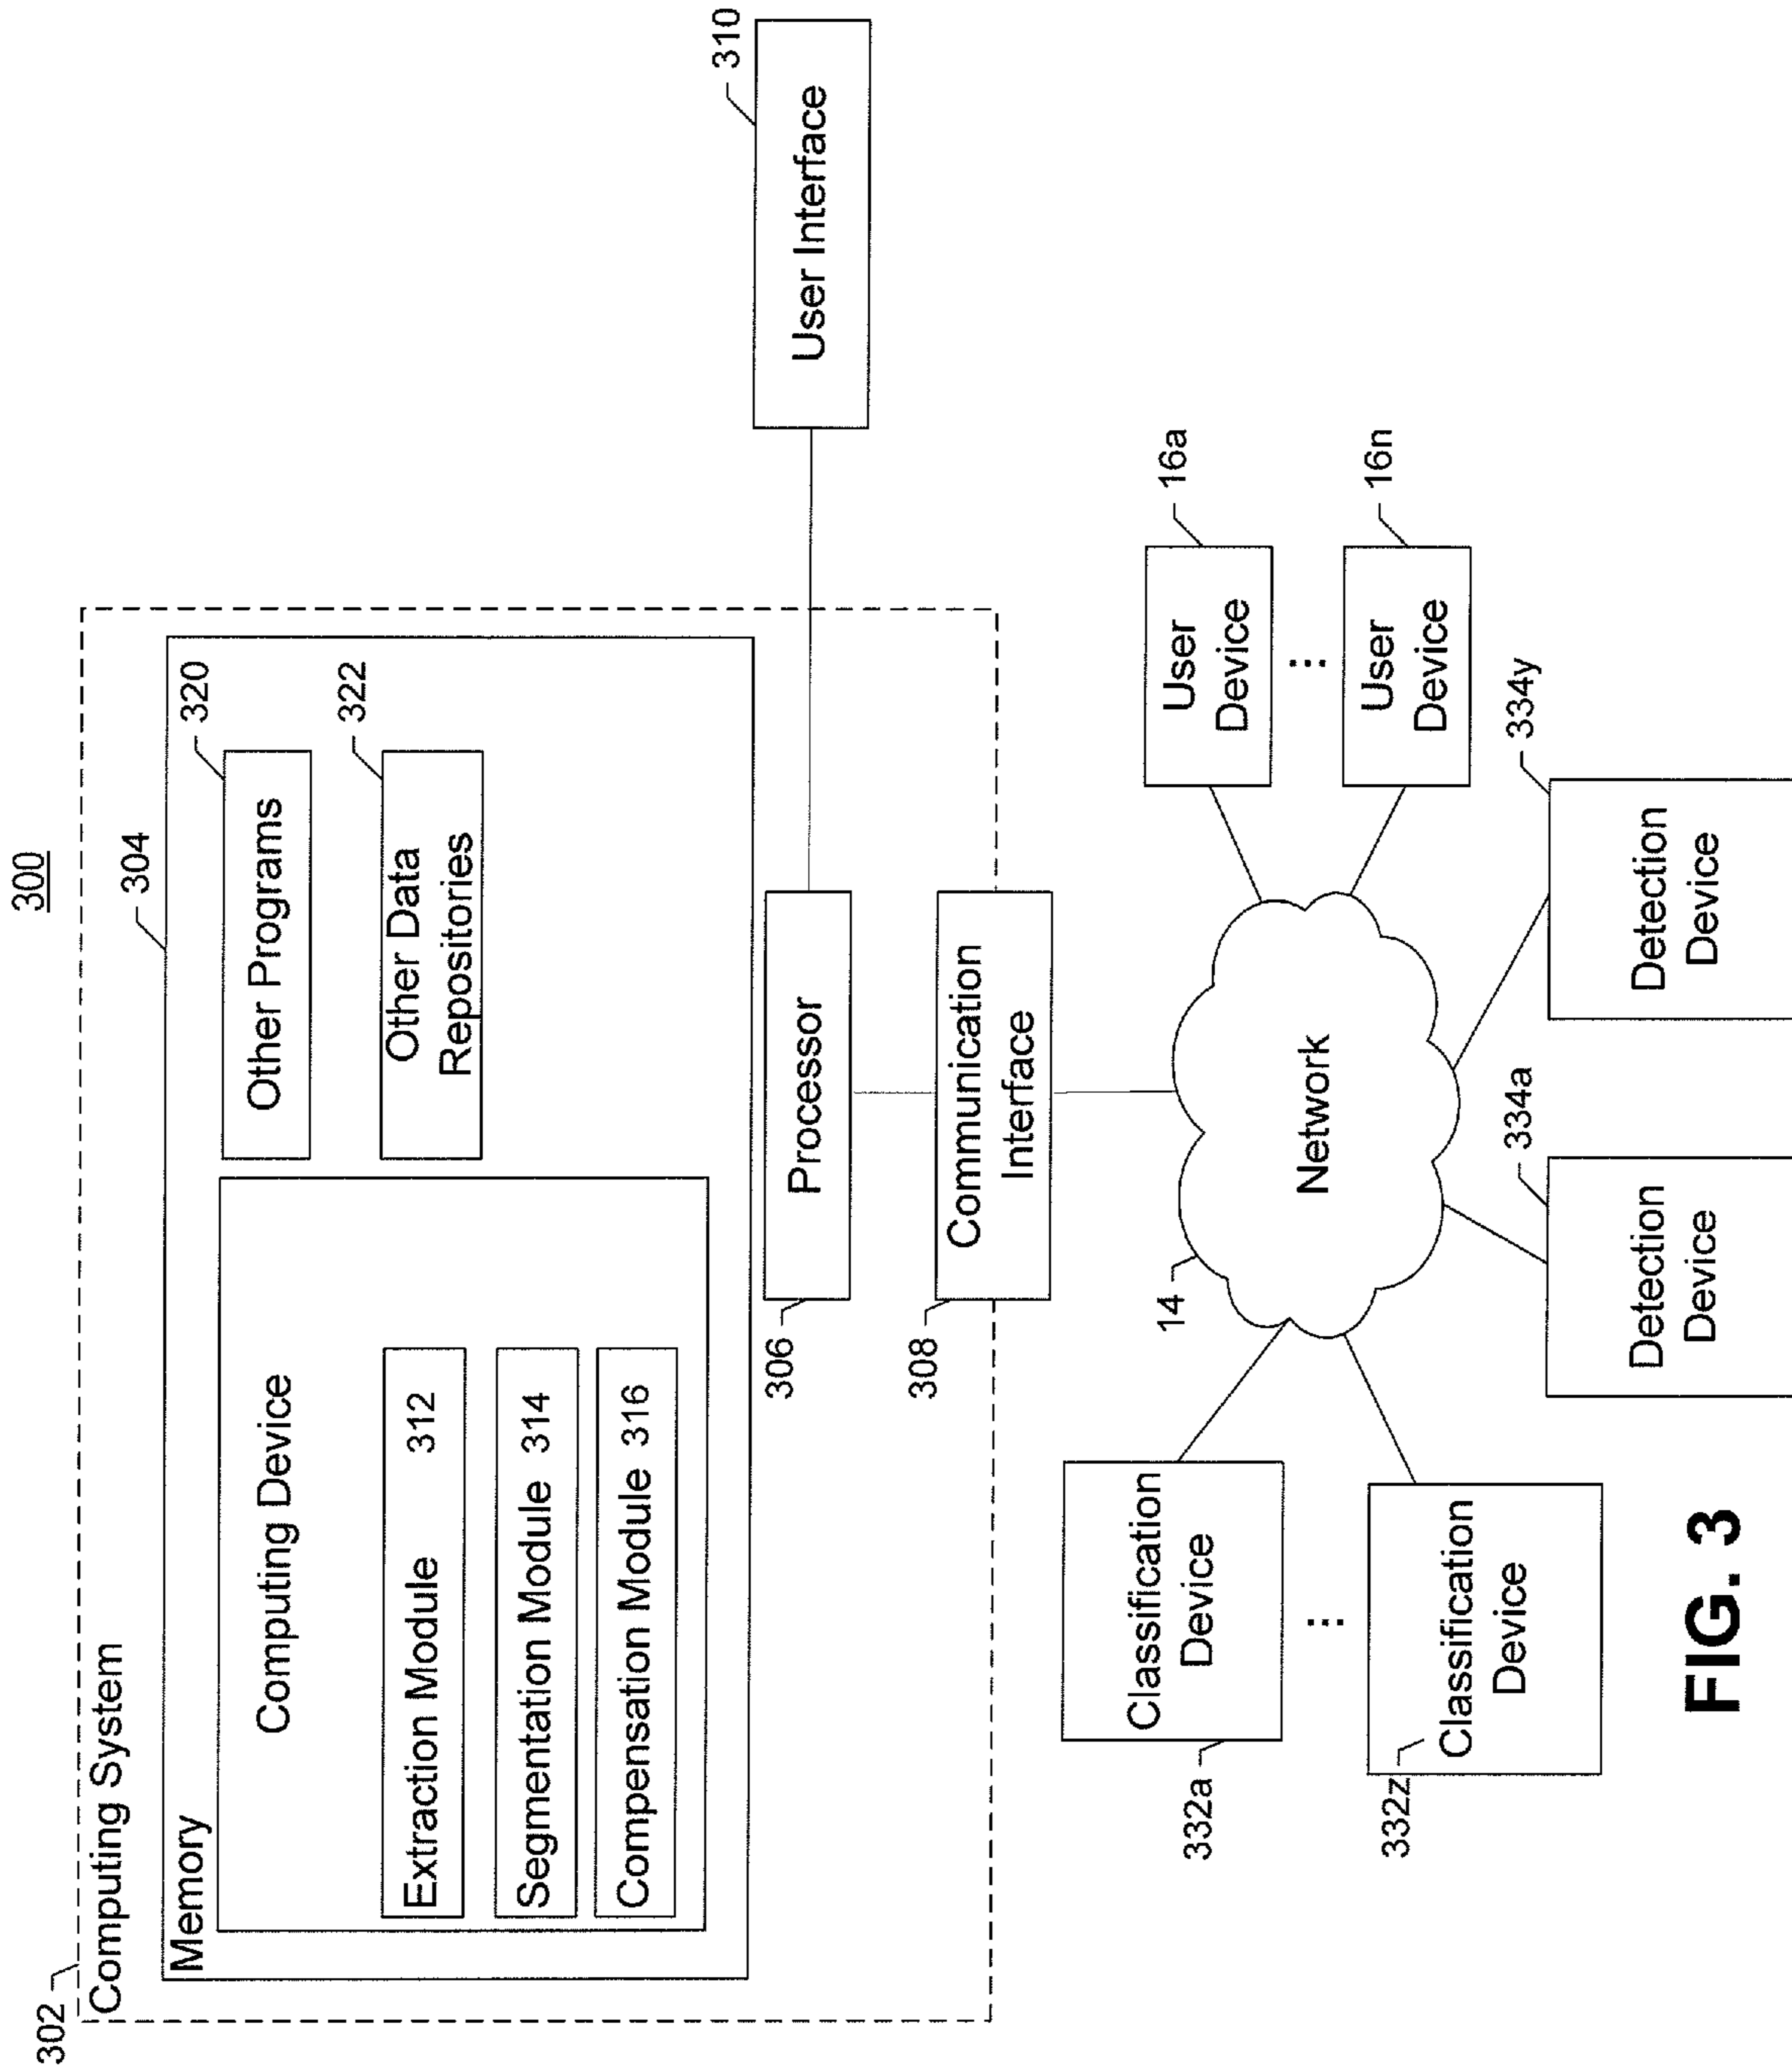 300
302
Computing System
304
Memory
Computing Device
Extraction Module 312
Segmentation Module 314
Compensation Module 316
320
Other Programs
322
Other Data
Repositories
306
Processor
310
User Interface
308
Communication
Interface
14
Network
16a
User
Device
...
16n
User
Device
332a
Classification
Device
...
332z
Classification
Device
334a
Detection
Device
334y
Detection
Device
FIG. 3